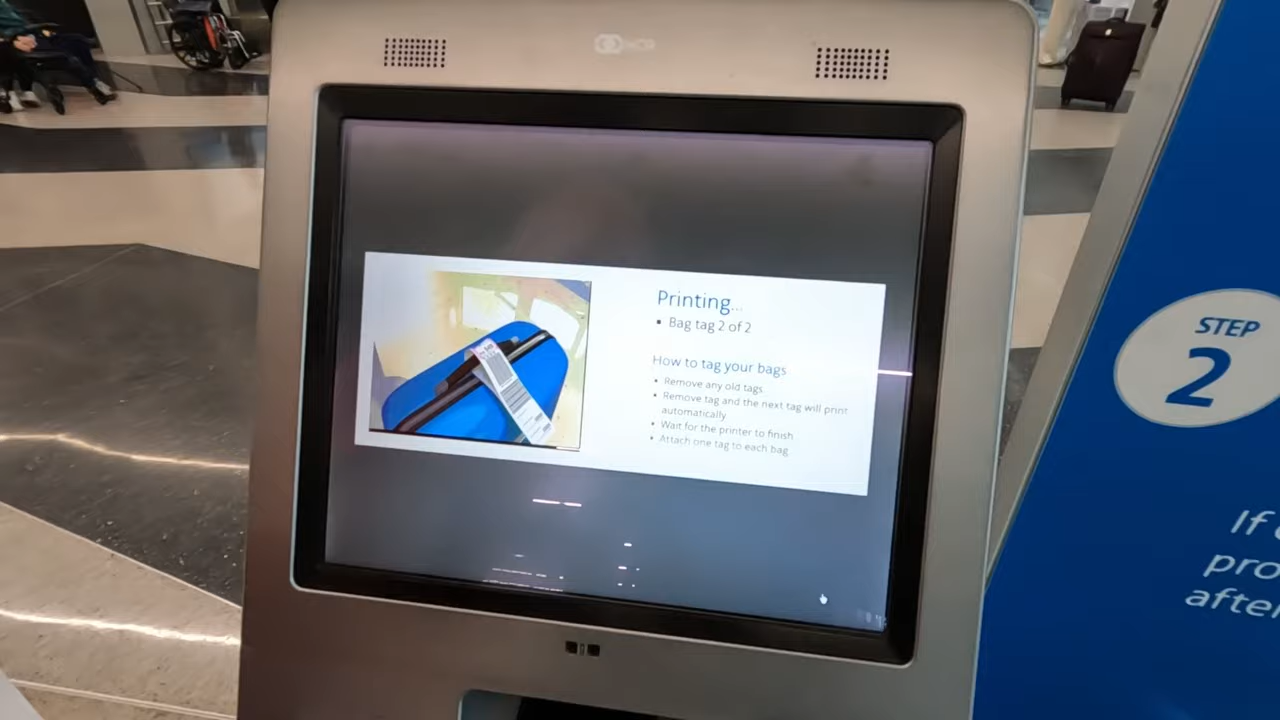 Printing...
▪ Bag tag 2 of 2
How to tag your bags
▪ Remove any old tags
▪ Remove tag and the next tag will print
automatically
▪ Wait for the printer to finish
▪ Attach one tag to each bag
STEP
2
If
pro
after